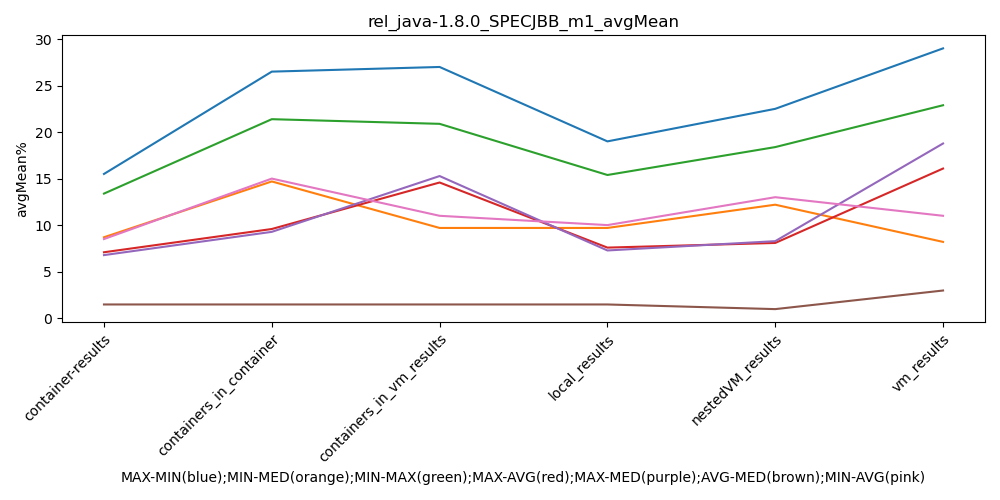 rel_java-1.8.0_SPECJBB_m1_avgMean
avgMean%
30
25
20
15
10
5
0
container-results
containers_in_container
containers_in_vm_results
local_results
nestedVM_results
vm_results
MAX-MIN(blue);MIN-MED(orange);MIN-MAX(green);MAX-AVG(red);MAX-MED(purple);AVG-MED(brown);MIN-AVG(pink)